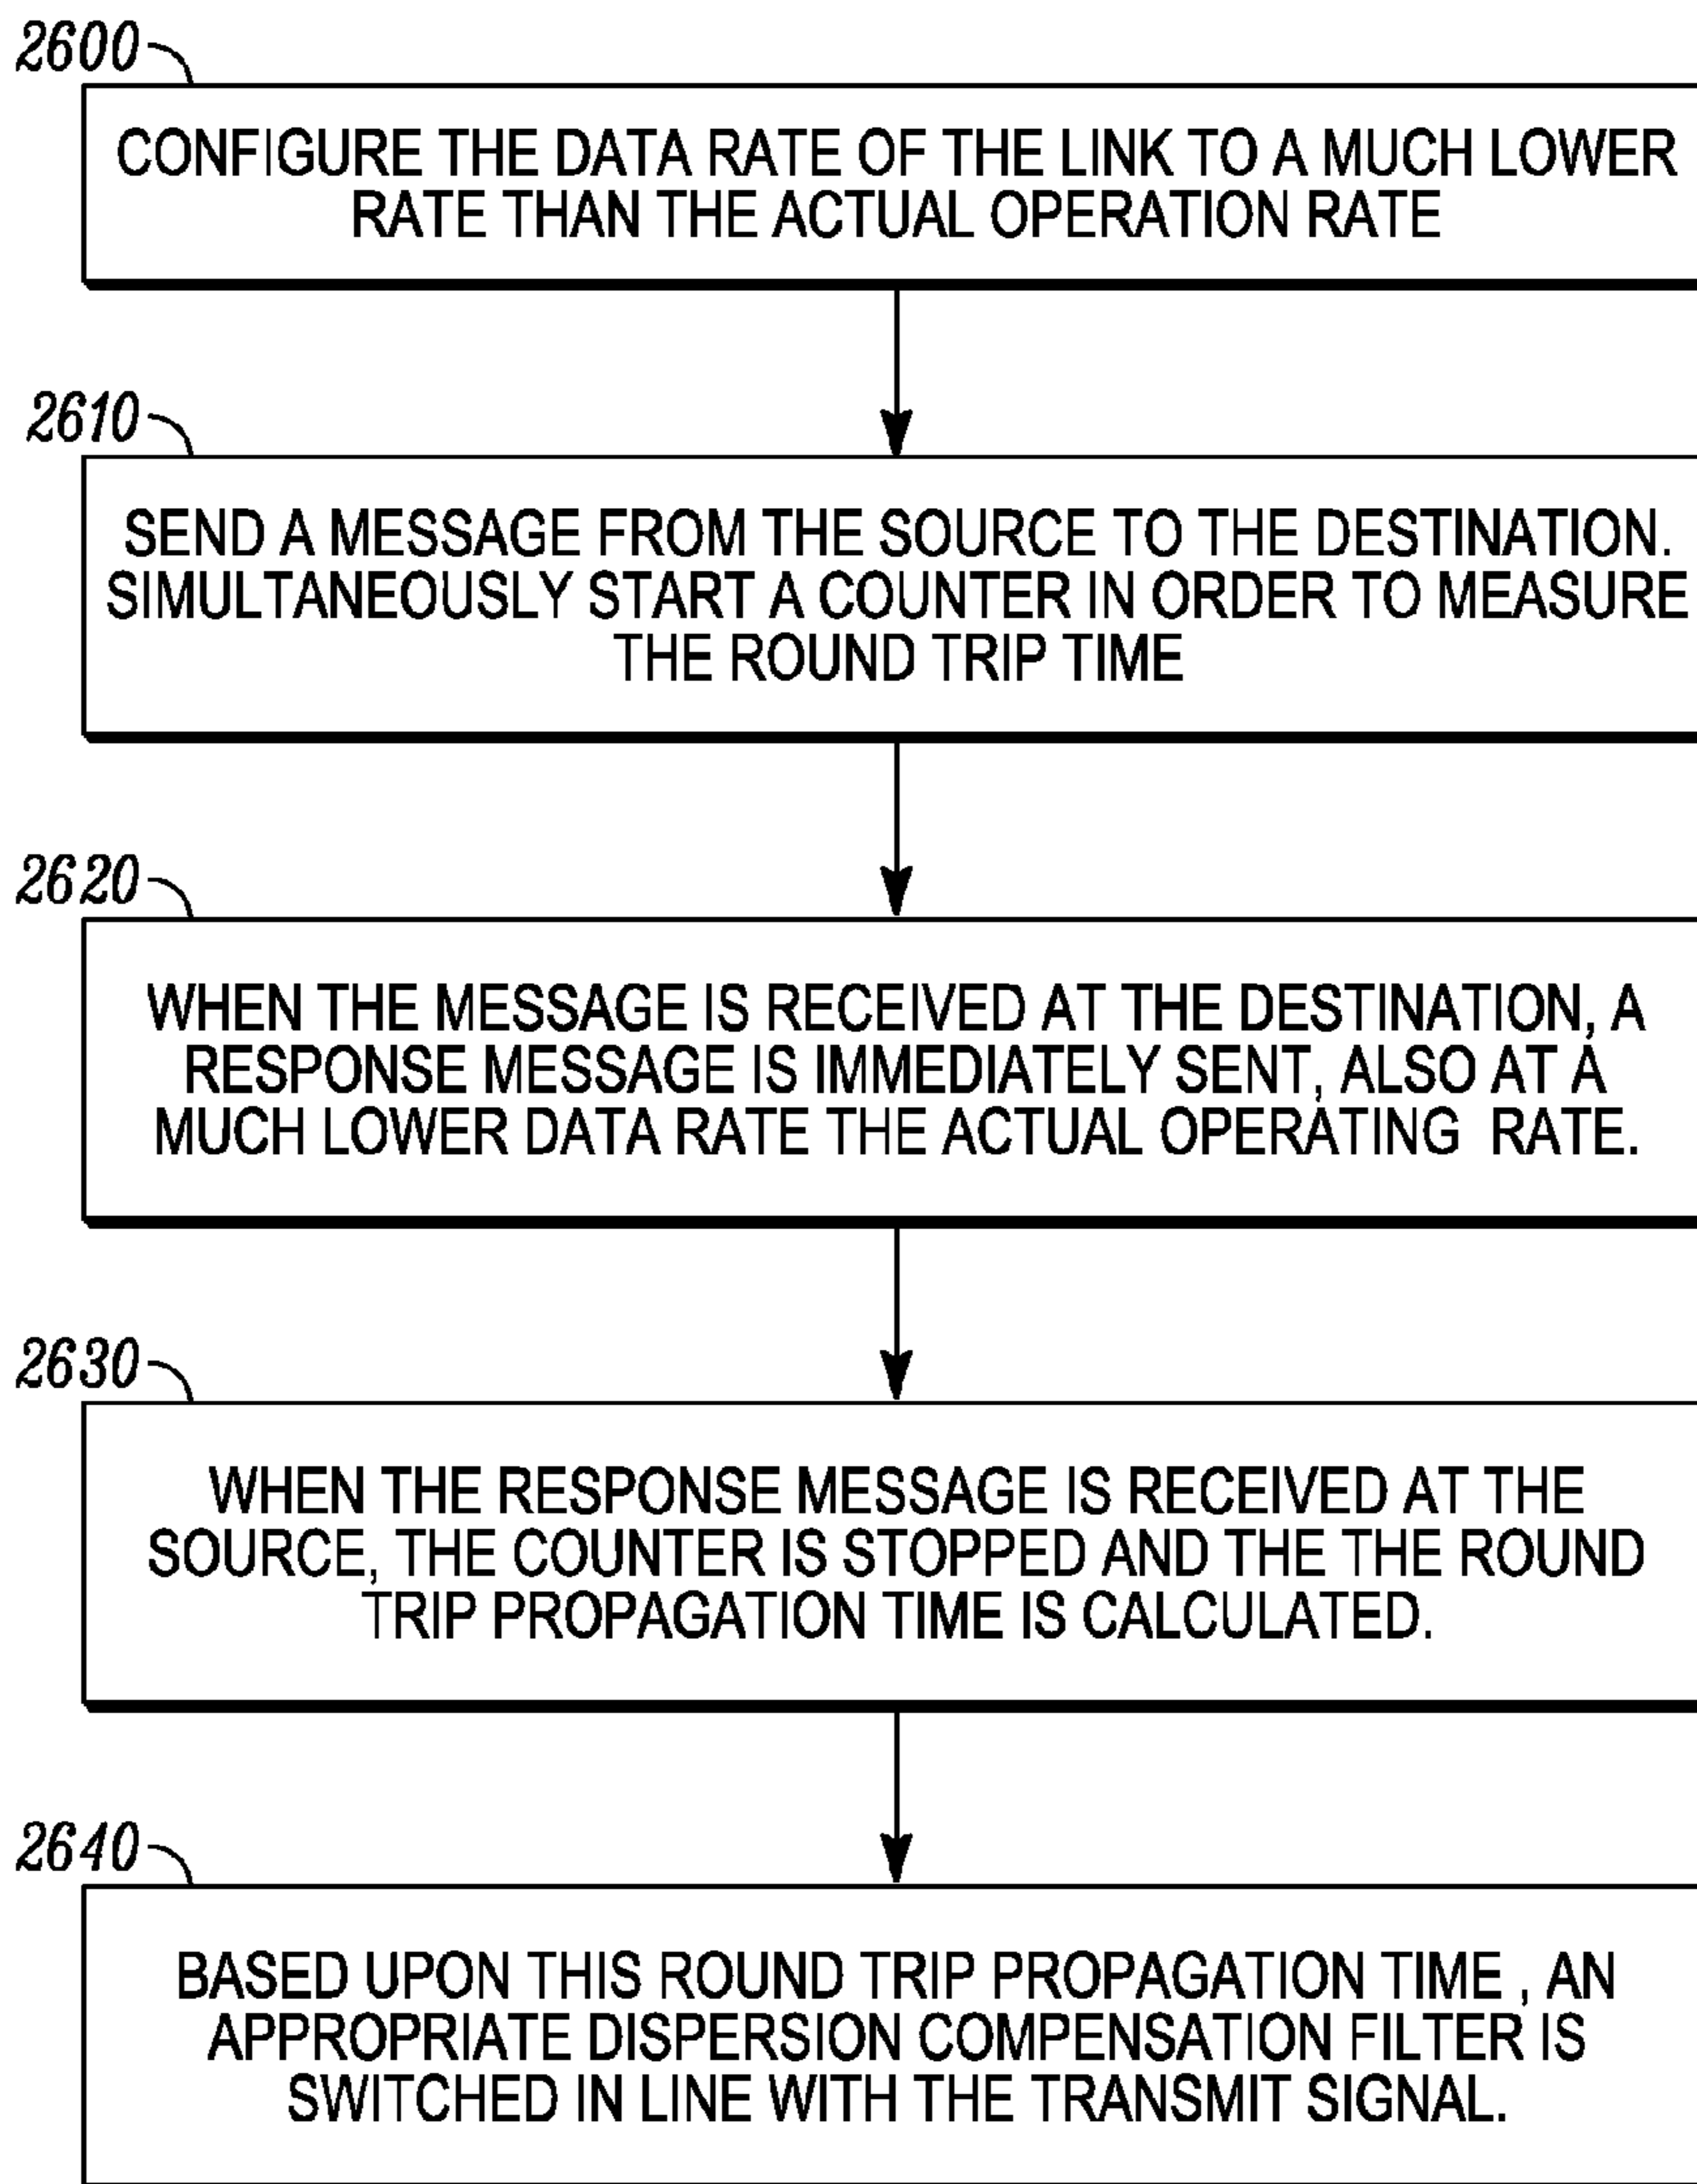 2600
CONFIGURE THE DATA RATE OF THE LINK TO A MUCH LOWER
RATE THAN THE ACTUAL OPERATION RATE
2610
SEND A MESSAGE FROM THE SOURCE TO THE DESTINATION.
SIMULTANEOUSLY START A COUNTER IN ORDER TO MEASURE
THE ROUND TRIP TIME
2620
WHEN THE MESSAGE IS RECEIVED AT THE DESTINATION, A
RESPONSE MESSAGE IS IMMEDIATELY SENT, ALSO AT A
MUCH LOWER DATA RATE THE ACTUAL OPERATING RATE.
2630
WHEN THE RESPONSE MESSAGE IS RECEIVED AT THE
SOURCE, THE COUNTER IS STOPPED AND THE THE ROUND
TRIP PROPAGATION TIME IS CALCULATED.
2640
BASED UPON THIS ROUND TRIP PROPAGATION TIME , AN
APPROPRIATE DISPERSION COMPENSATION FILTER IS
SWITCHED IN LINE WITH THE TRANSMIT SIGNAL.